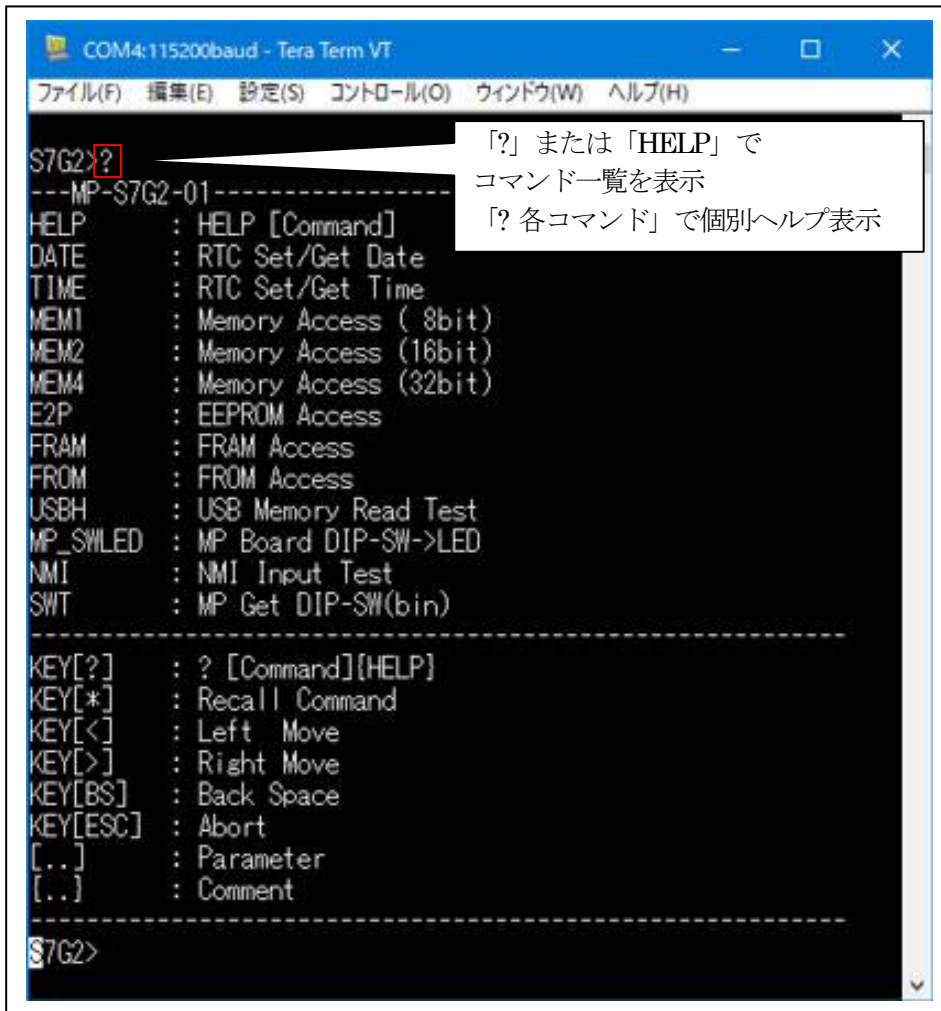 COM4:115200baud - Tera Term VT
ファイル(F) 編集(E) 設定(S) コントロール(O) ウィンドウ(W) ヘルプ(H)
S7G2>?
「?」または「HELP」で
コマンド一覧を表示
「? 各コマンド」で個別ヘルプ表示
---MP-S7G2-01-----------------
HELP : HELP [Command]
DATE : RTC Set/Get Date
TIME : RTC Set/Get Time
MEM1 : Memory Access ( 8bit)
MEM2 : Memory Access (16bit)
MEM4 : Memory Access (32bit)
E2P : EEPROM Access
FRAM : FRAM Access
FROM : FROM Access
USBH : USB Memory Read Test
MP_SWLED : MP Board DIP-SW->LED
NMI : NMI Input Test
SWT : MP Get DIP-SW(bin)
----------------------------------------------------------
KEY[?] : ? [Command]{HELP}
KEY[*] : Recall Command
KEY[<] : Left  Move
KEY[>] : Right Move
KEY[BS] : Back Space
KEY[ESC] : Abort
[..] : Parameter
{..} : Comment
----------------------------------------------------------
S7G2>